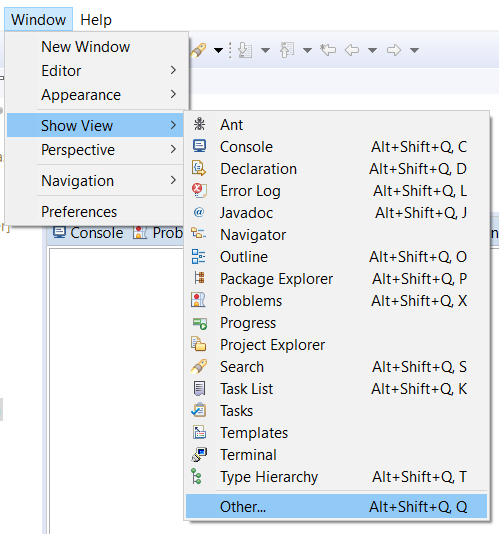 Window Help
New Window
Editor
Appearance
Show View
Perspective
Navigation
Preferences
Ant
Console Alt+Shift+Q, C
Declaration Alt+Shift+Q, D
Error Log Alt+Shift+Q, L
@ Javadoc Alt+Shift+Q, J
Navigator
Outline Alt+Shift+Q, O
Package Explorer Alt+Shift+Q, P
Problems Alt+Shift+Q, X
Progress
Project Explorer
Search Alt+Shift+Q, S
Task List Alt+Shift+Q, K
Tasks
Templates
Terminal
Type Hierarchy Alt+Shift+Q, T
Other... Alt+Shift+Q, Q
Console Prob